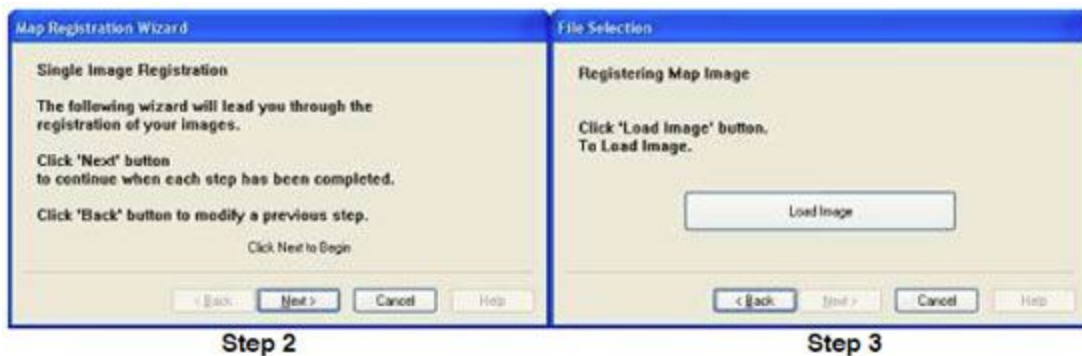 Map Registration Wizard
Single Image Registration
The following wizard will lead you through the
registration of your images.
Click 'Next' button
to continue when each step has been completed.
Click 'Back' button to modify a previous step.
Click Next to Begin
< Back Next > Cancel Help
Step 2
File Selection
Registering Map Image
Click 'Load Image' button.
To Load Image.
Load Image
< Back Next > Cancel Help
Step 3